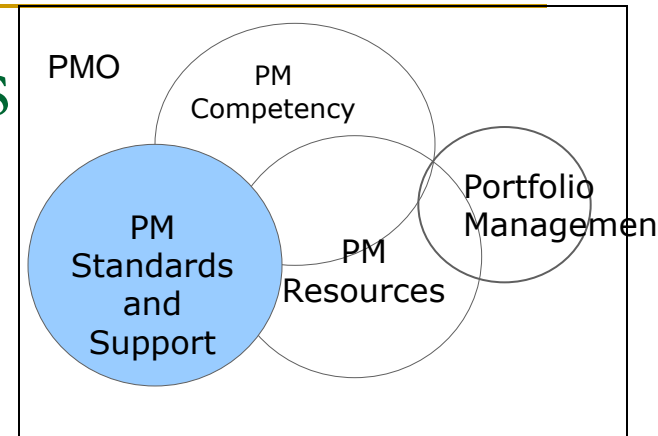 S
PMO
PM
Competency
Portfolio
Managemen
PM
Standards
and
Support
PM
Resources